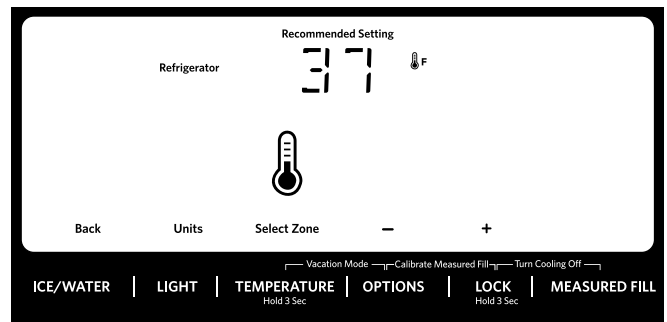 Recommended Setting
Refrigerator 37 F
Back Units Select Zone − +
Vacation Mode Calibrate Measured Fill Turn Cooling Off
ICE/WATER LIGHT TEMPERATURE OPTIONS LOCK MEASURED FILL
Hold 3 Sec Hold 3 Sec